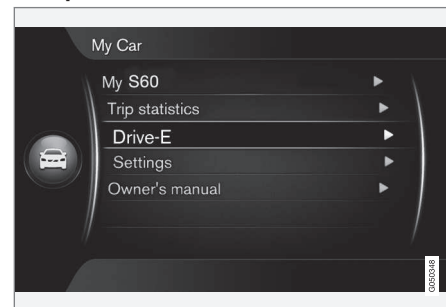 My Car
My S60
Trip statistics
Drive-E
Settings
Owner's manual
G050348